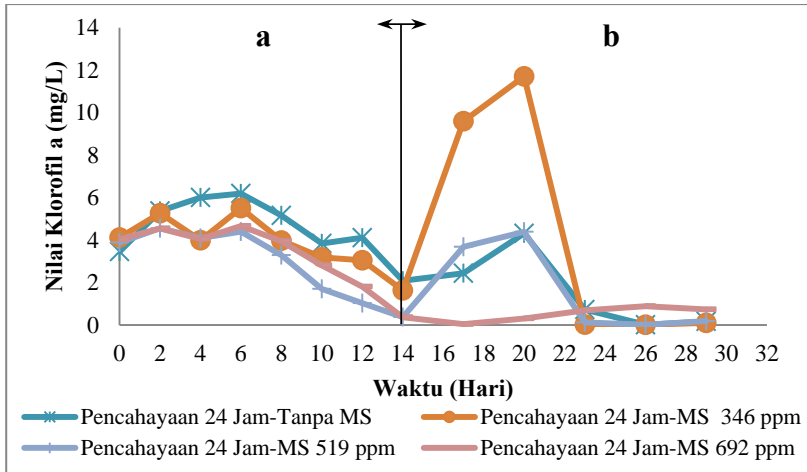 a
b
Nilai Klorofil a (mg/L)
14
12
10
8
6
4
2
0
0 2 4 6 8 10 12 14 16 18 20 22 24 26 28 30 32
Waktu (Hari)
Pencahayaan 24 Jam-Tanpa MS
Pencahayaan 24 Jam-MS 346 ppm
Pencahayaan 24 Jam-MS 519 ppm
Pencahayaan 24 Jam-MS 692 ppm